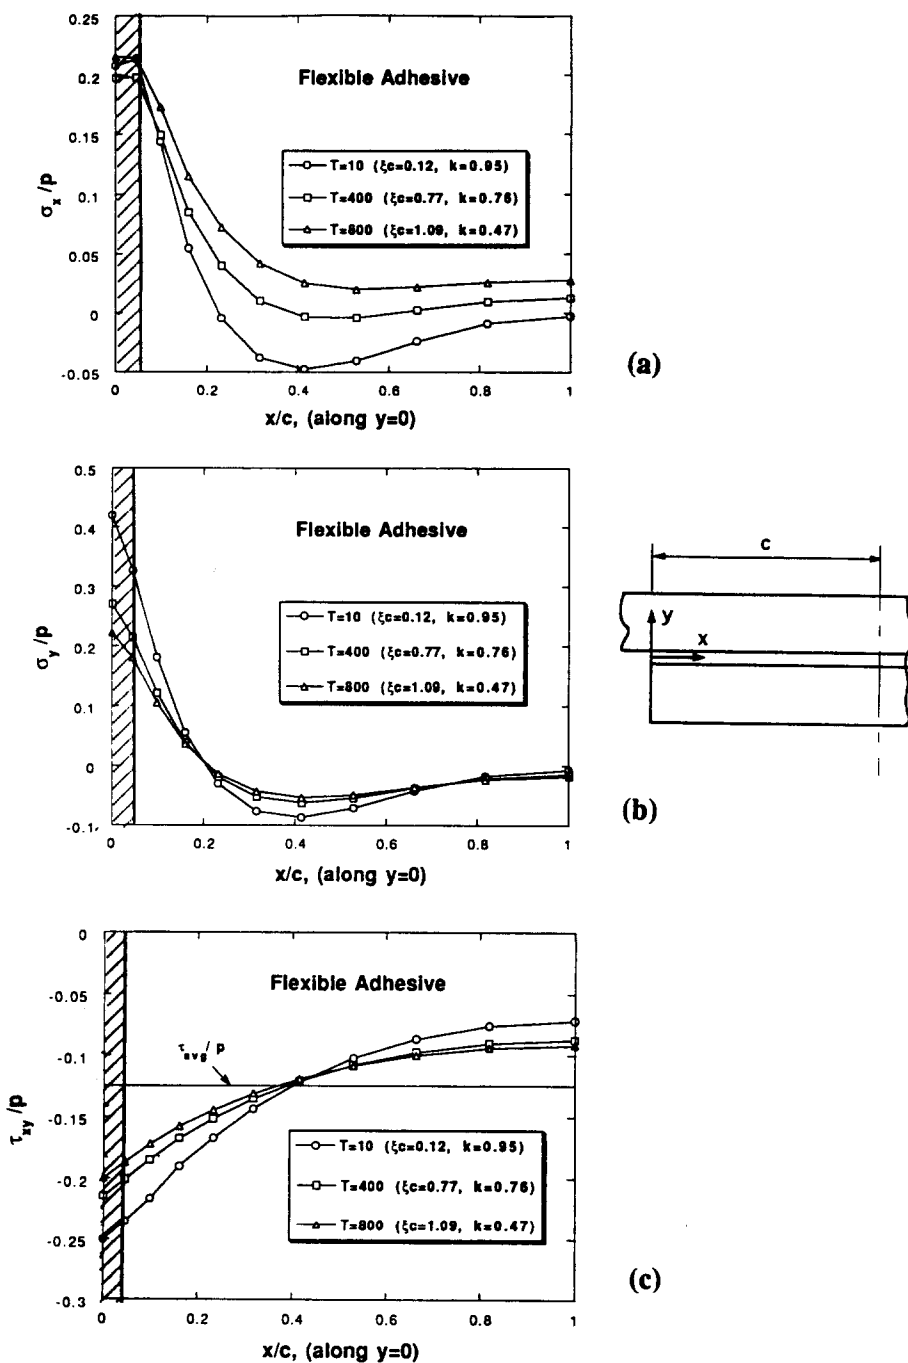 0.25
0.2
0.15
0.1
0.05
0
-0.05
σx/p
Flexible Adhesive
T=10 (ξc=0.12, k=0.95)
T=400 (ξc=0.77, k=0.76)
T=800 (ξc=1.09, k=0.47)
0 0.2 0.4 0.6 0.8 1
x/c, (along y=0)
(a)
0.5
0.4
0.3
0.2
0.1
0
-0.1
σy/p
Flexible Adhesive
T=10 (ξc=0.12, k=0.95)
T=400 (ξc=0.77, k=0.76)
T=800 (ξc=1.09, k=0.47)
0 0.2 0.4 0.6 0.8 1
x/c, (along y=0)
c
y
x
(b)
0
-0.05
-0.1
-0.15
-0.2
-0.25
-0.3
τxy/p
Flexible Adhesive
τavg/p
T=10 (ξc=0.12, k=0.95)
T=400 (ξc=0.77, k=0.76)
T=800 (ξc=1.09, k=0.47)
0 0.2 0.4 0.6 0.8 1
x/c, (along y=0)
(c)